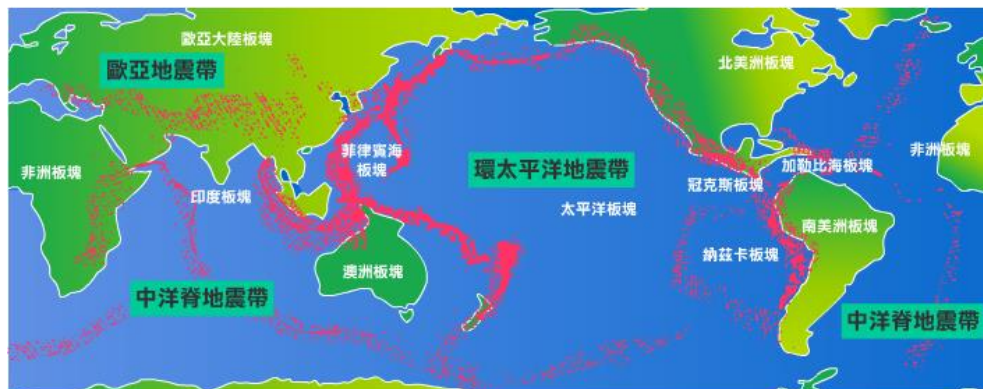 歐亞大陸板塊
歐亞地震帶
北美洲板塊
非洲板塊
印度板塊
菲律賓海
板塊
環太平洋地震帶
太平洋板塊
冠克斯板塊
加勒比海板塊
非洲板塊
澳洲板塊
納茲卡板塊
南美洲板塊
中洋脊地震帶
中洋脊地震帶